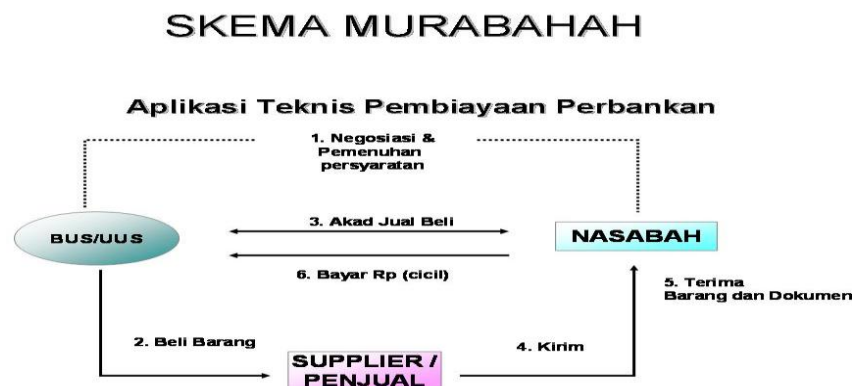 SKEMA MURABAHAH
Aplikasi Teknis Pembiayaan Perbankan
1. Negosiasi &
Pemenuhan
persyaratan
BUS/UUS
3. Akad Jual Beli
NASABAH
6. Bayar Rp (cicil)
5. Terima
Barang dan Dokumen
2. Beli Barang
SUPPLIER /
PENJUAL
4. Kirim